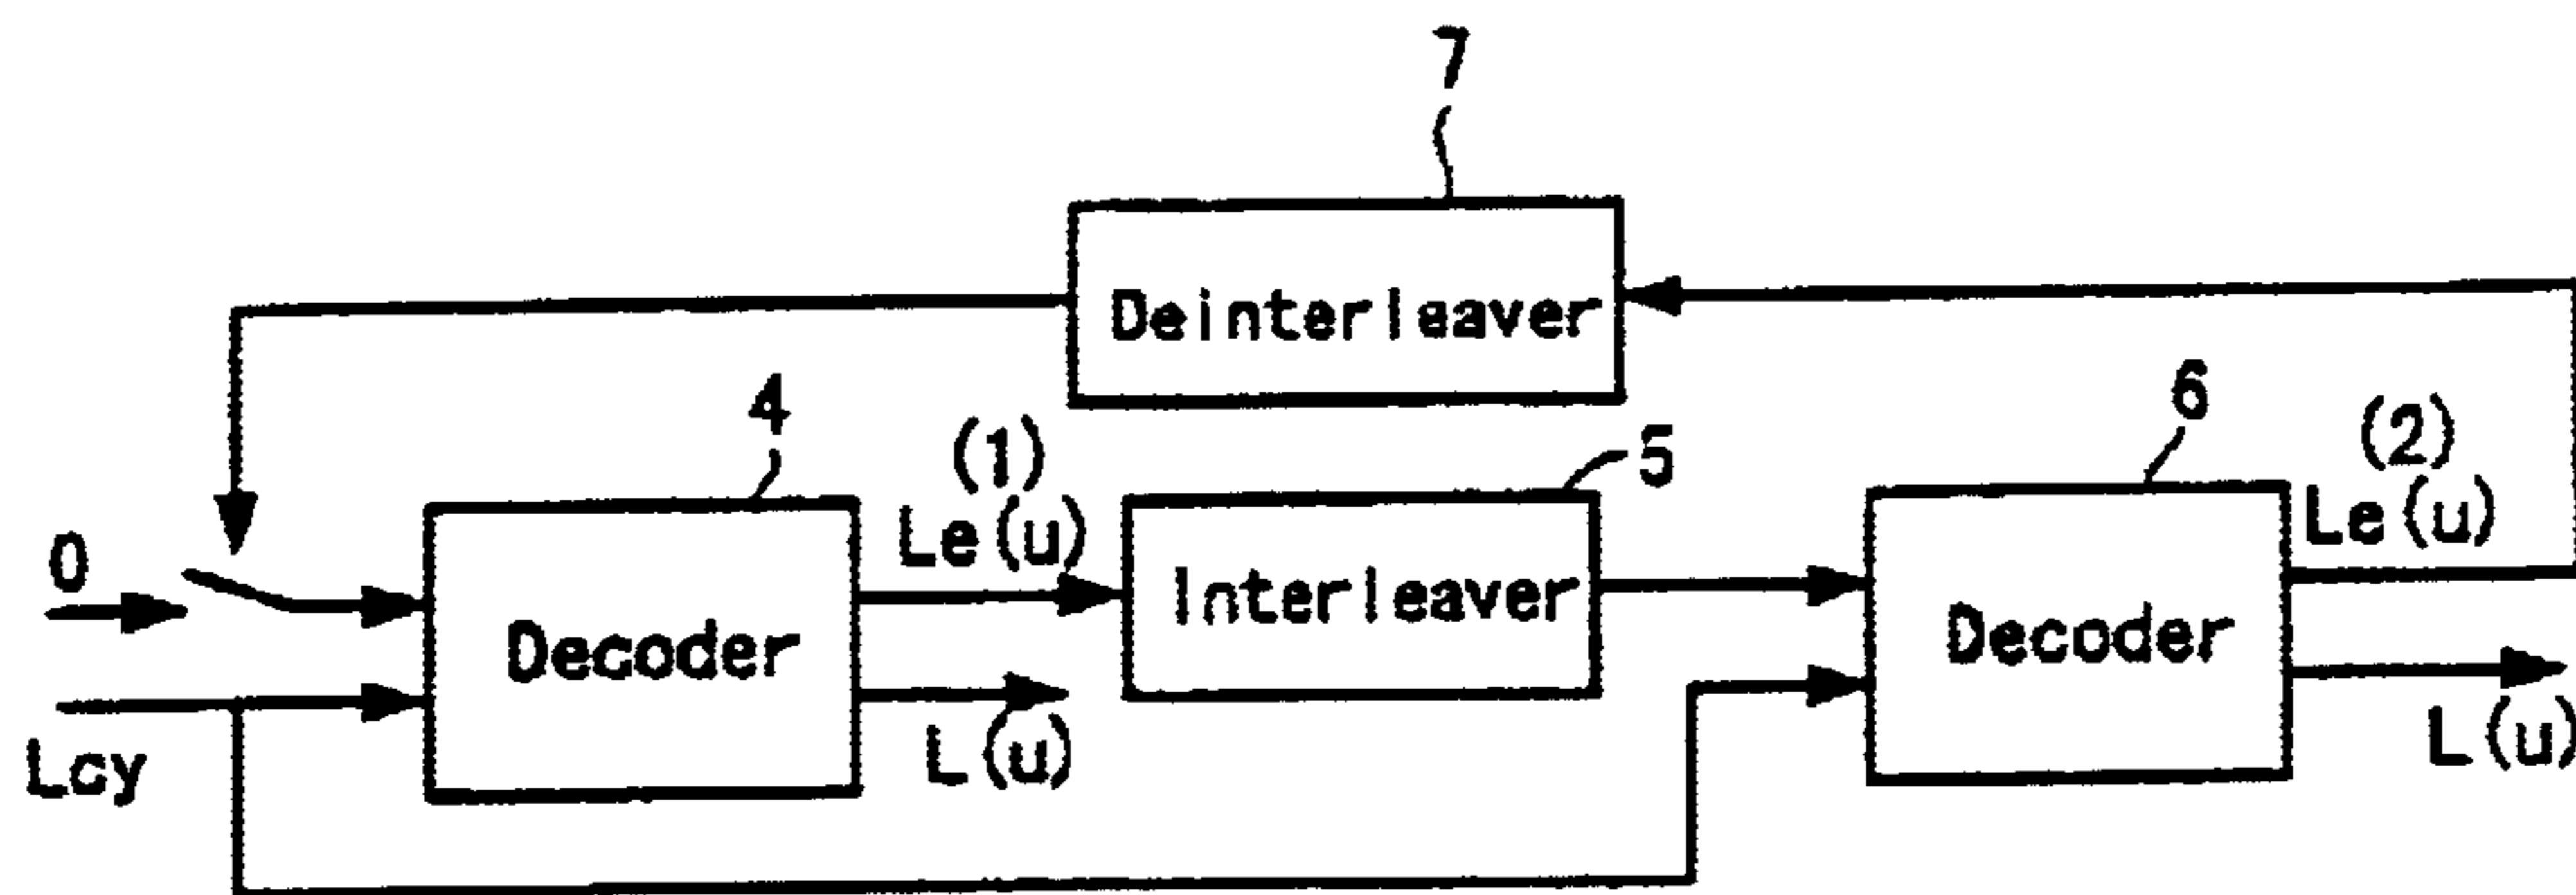 7
Deinterleaver
4
(1)
Le(u)
5
6
(2)
Le(u)
0
Interleaver
Decoder
Decoder
L(u)
L(u)
Lcy